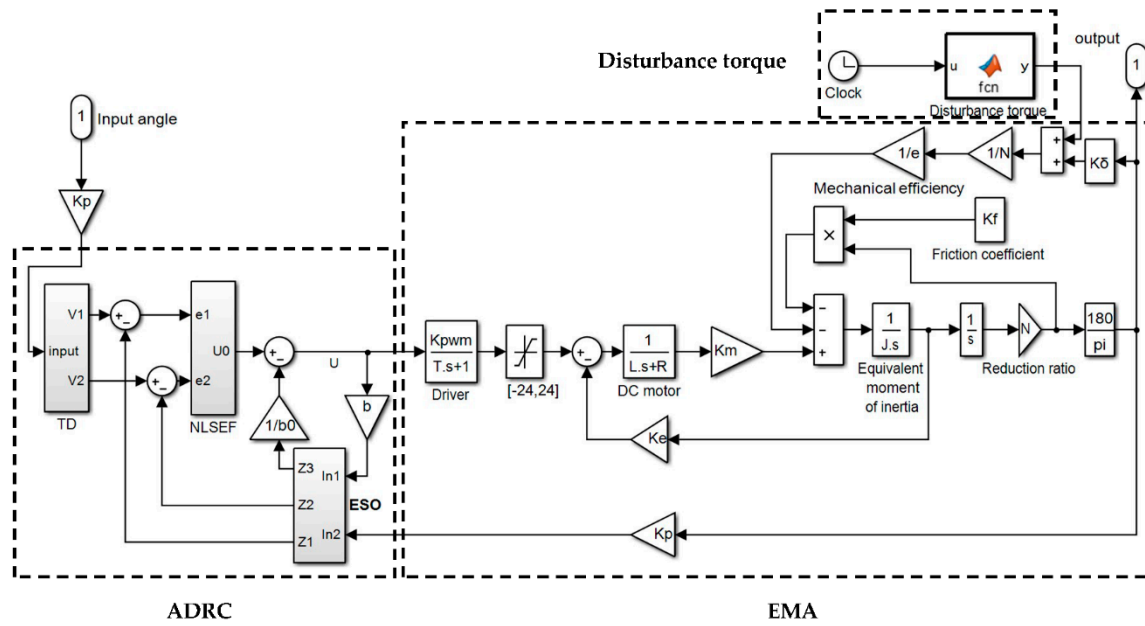 Disturbance torque
Clock
u
fcn
y
Disturbance torque
output
1
1
Input angle
Kp
1/e
1/N
+
+
Kδ
Mechanical efficiency
×
Kf
Friction coefficient
V1
input
V2
TD
+
−
+
−
e1
U0
e2
NLSEF
+
−
U
b
1/b0
Z3
Z2
Z1
In1
In2
ESO
Kpwm
T.s+1
Driver
[-24,24]
+
−
1
L.s+R
DC motor
Km
−
−
+
1
J.s
Equivalent
moment
of inertia
1
s
N
Reduction ratio
180
pi
Ke
Kp
ADRC
EMA